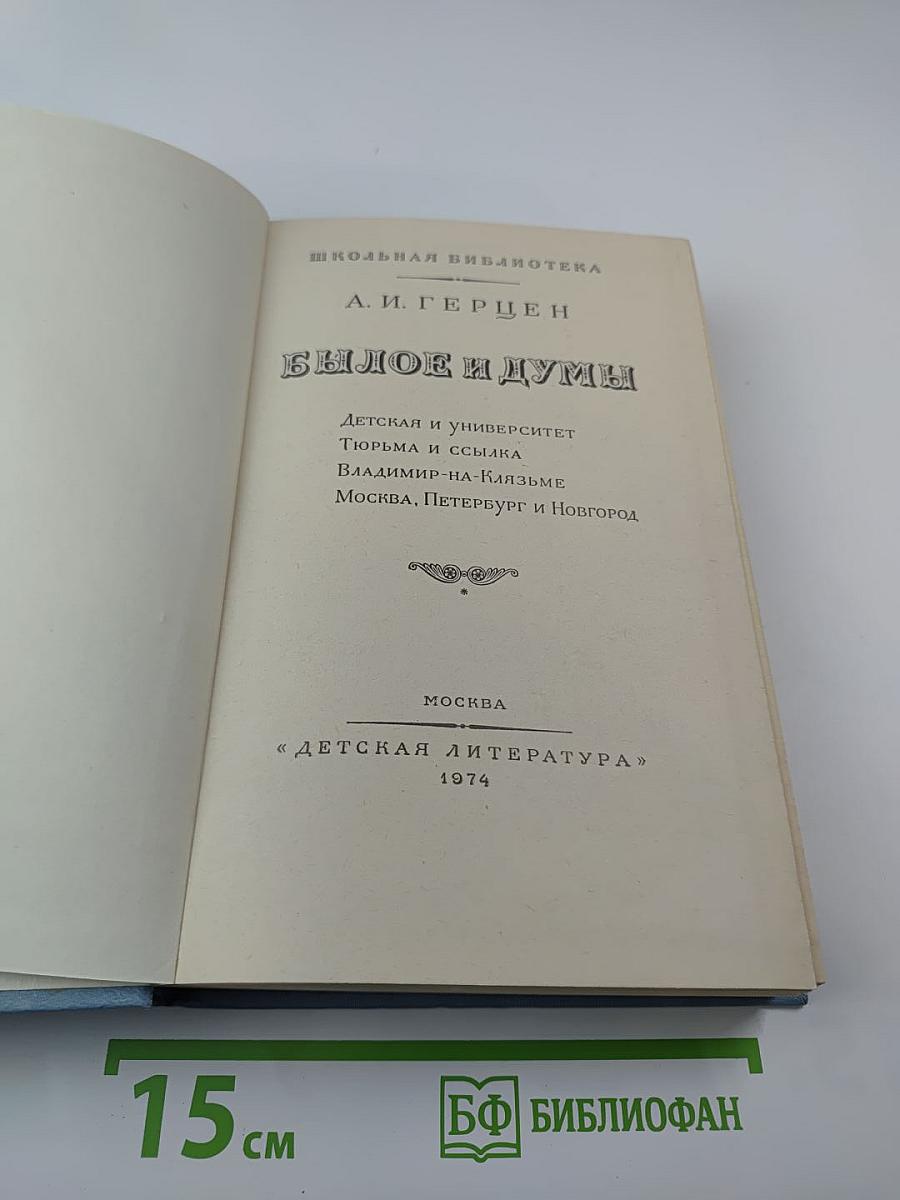 ШКОЛЬНАЯ БИБЛИОТЕКА
А. И. ГЕРЦЕН
БЫЛОЕ И ДУМЫ
ДЕТСКАЯ И УНИВЕРСИТЕТ
ТЮРЬМА И ССЫЛКА
ВЛАДИМИР-НА-КЛЯЗЬМЕ
МОСКВА, ПЕТЕРБУРГ И НОВГОРОД
МОСКВА
«ДЕТСКАЯ ЛИТЕРАТУРА»
1974
15 см
БФ БИБЛИОФАН